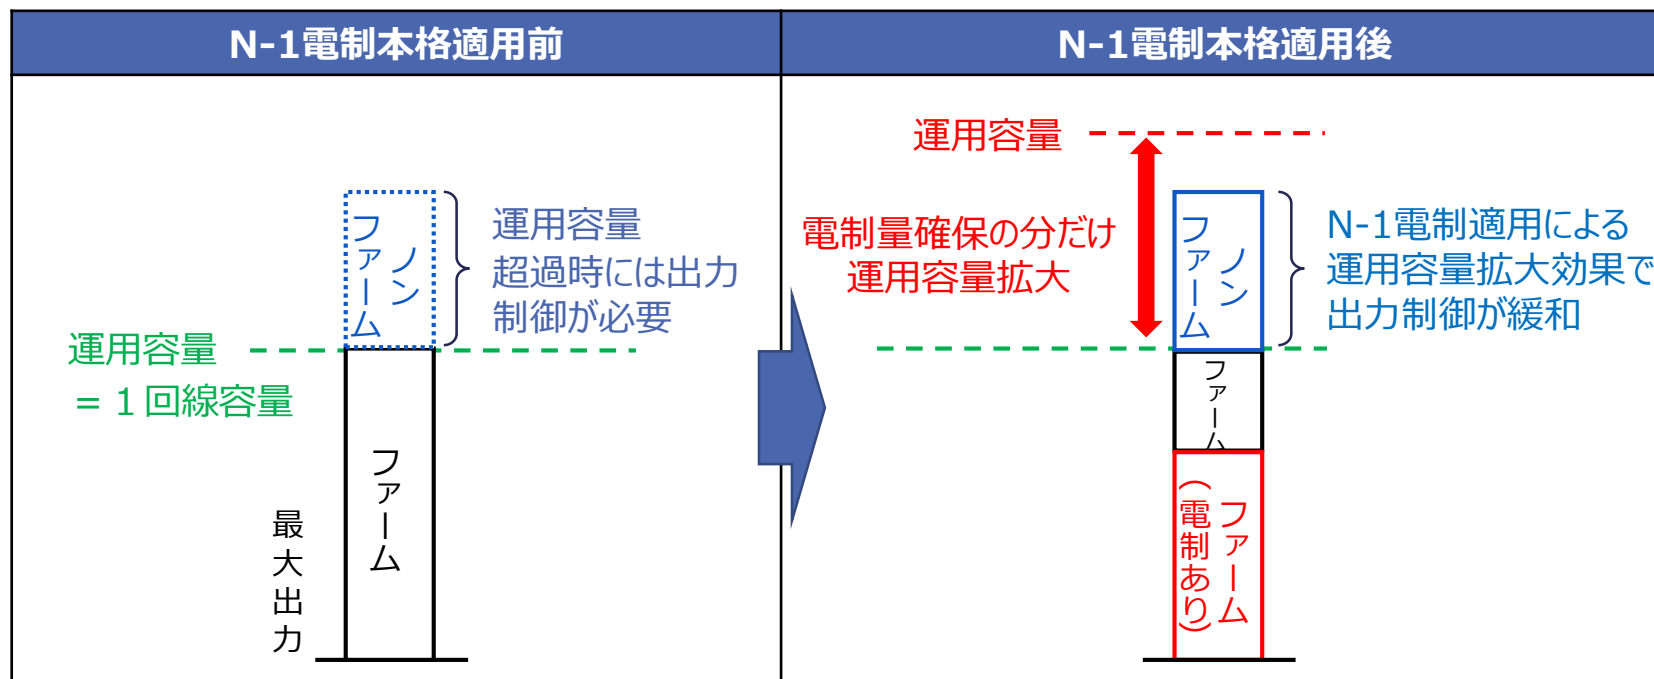 N-1電制本格適用前
N-1電制本格適用後
ノン
ファーム
運用容量
超過時には出力
制御が必要
運用容量
= 1 回線容量
ファーム
最大出力
運用容量
電制量確保の分だけ
運用容量拡大
ノン
ファーム
N-1電制適用による
運用容量拡大効果で
出力制御が緩和
ファーム
ファーム
(電制あり)